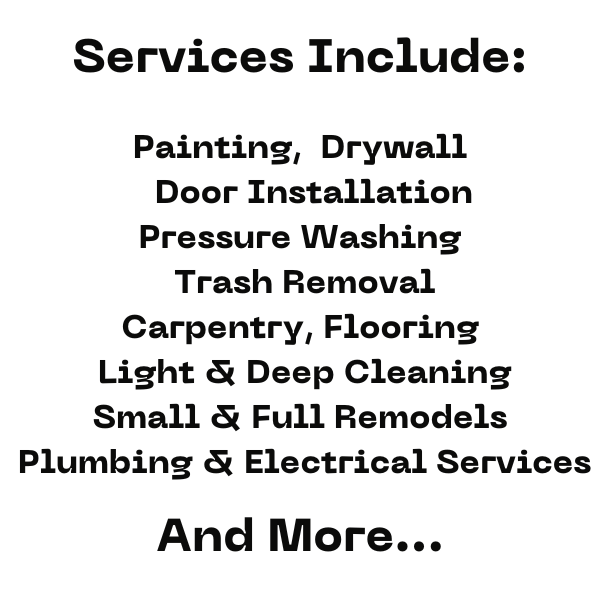 Services Include:
Painting, Drywall
Door Installation
Pressure Washing
Trash Removal
Carpentry, Flooring
Light & Deep Cleaning
Small & Full Remodels
Plumbing & Electrical Services
And More...